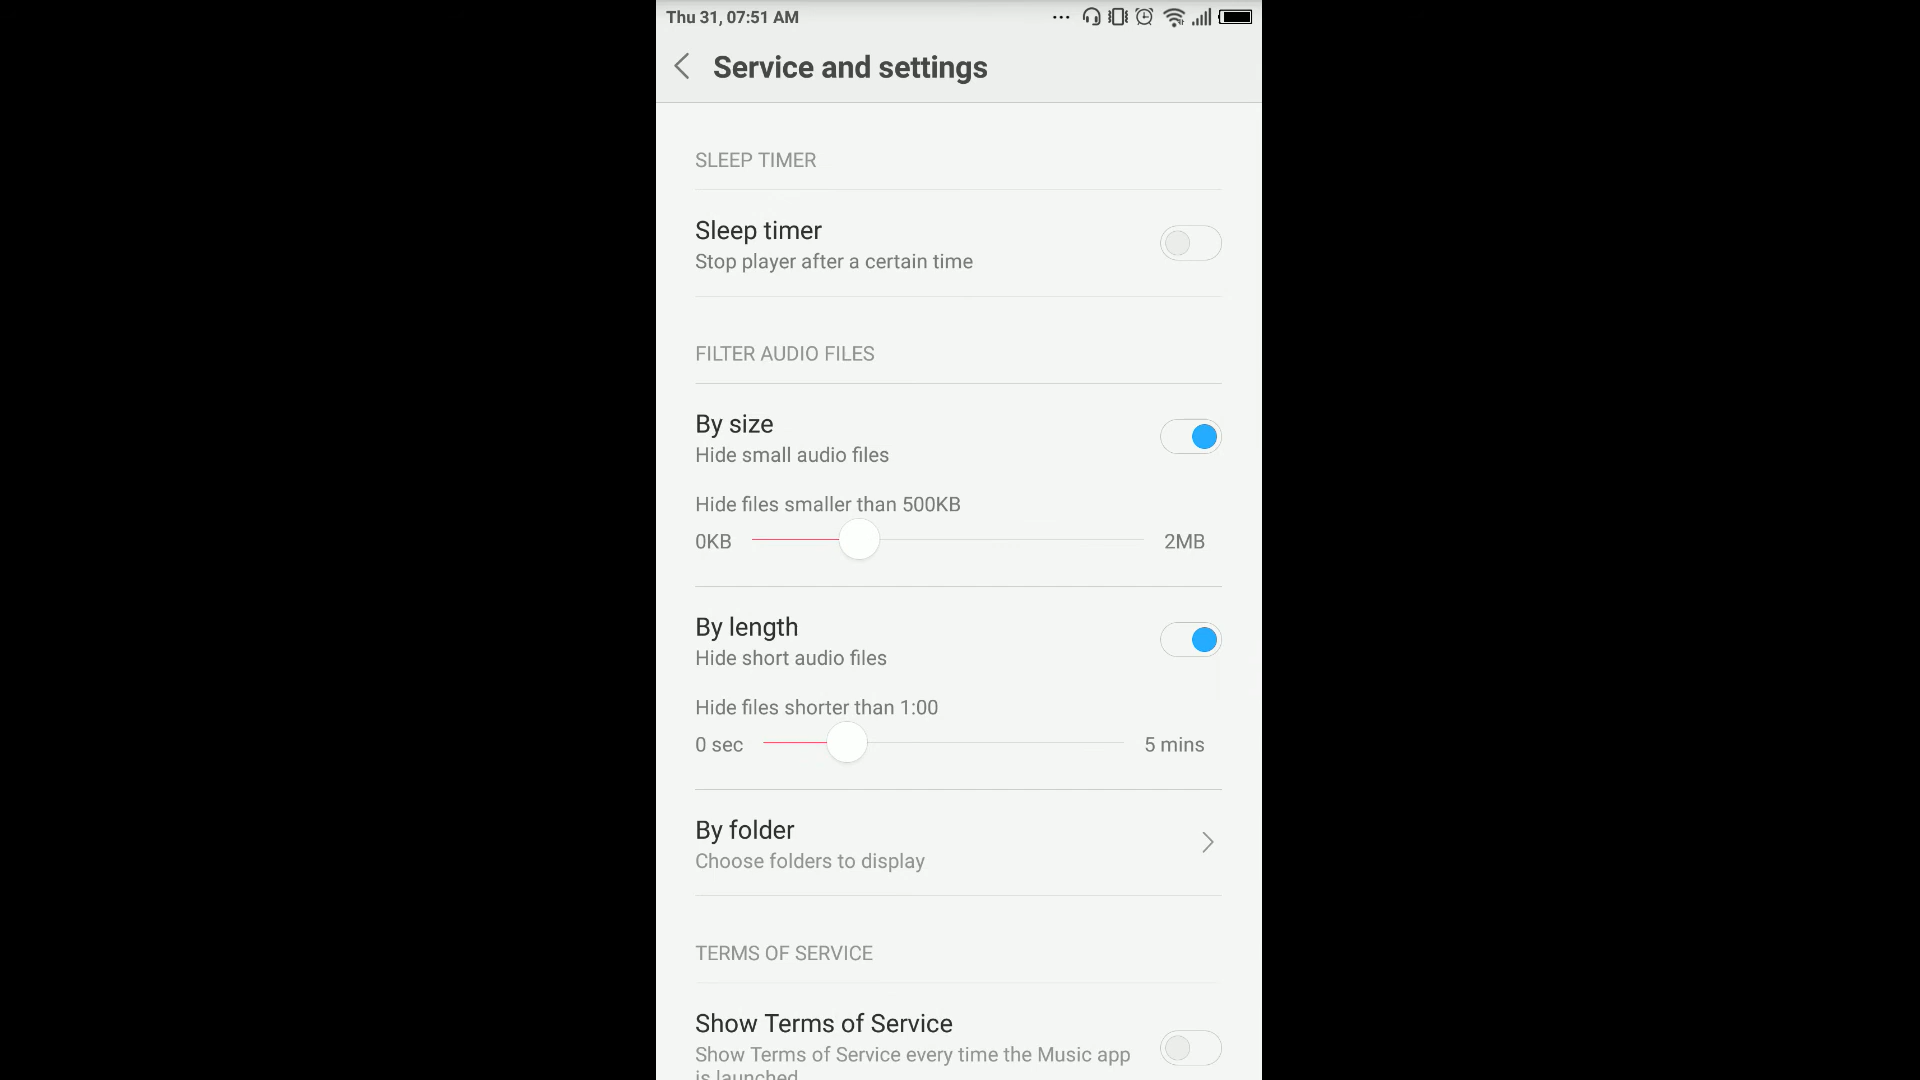 Thu 31, 07:51 AM
Service and settings
SLEEP TIMER
Sleep timer
Stop player after a certain time
FILTER AUDIO FILES
By size
Hide small audio files
Hide files smaller than 500KB
0KB 2MB
By length
Hide short audio files
Hide files shorter than 1:00
0 sec 5 mins
By folder
Choose folders to display
TERMS OF SERVICE
Show Terms of Service
Show Terms of Service every time the Music app
is launched